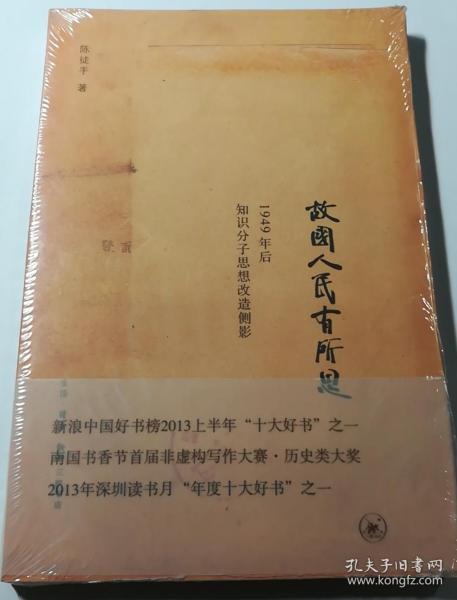 陈徒手 著
故國人民有所思
1949年后
知识分子思想改造侧影
新浪中国好书榜2013上半年“十大好书”之一
南国书香节首届非虚构写作大赛·历史类大奖
2013年深圳读书月“年度十大好书”之一
孔夫子旧书网
www.kongfz.com